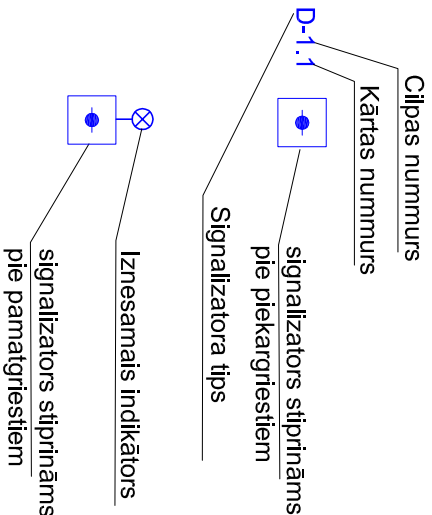 Cilpas nummurs
Kārtas nummurs
D-1.1
signalizators stiprināms
pie piekargriestiem
Signalizatora tips
Iznesamais indikātors
signalizators stiprināms
pie pamatgriestiem